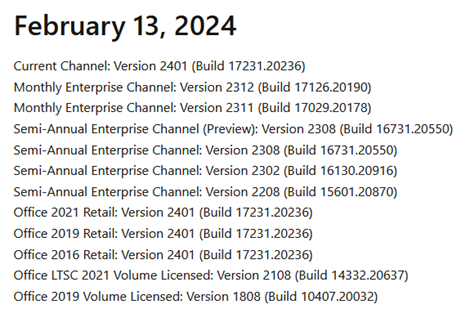 February 13, 2024
Current Channel: Version 2401 (Build 17231.20236)
Monthly Enterprise Channel: Version 2312 (Build 17126.20190)
Monthly Enterprise Channel: Version 2311 (Build 17029.20178)
Semi-Annual Enterprise Channel (Preview): Version 2308 (Build 16731.20550)
Semi-Annual Enterprise Channel: Version 2308 (Build 16731.20550)
Semi-Annual Enterprise Channel: Version 2302 (Build 16130.20916)
Semi-Annual Enterprise Channel: Version 2208 (Build 15601.20870)
Office 2021 Retail: Version 2401 (Build 17231.20236)
Office 2019 Retail: Version 2401 (Build 17231.20236)
Office 2016 Retail: Version 2401 (Build 17231.20236)
Office LTSC 2021 Volume Licensed: Version 2108 (Build 14332.20637)
Office 2019 Volume Licensed: Version 1808 (Build 10407.20032)